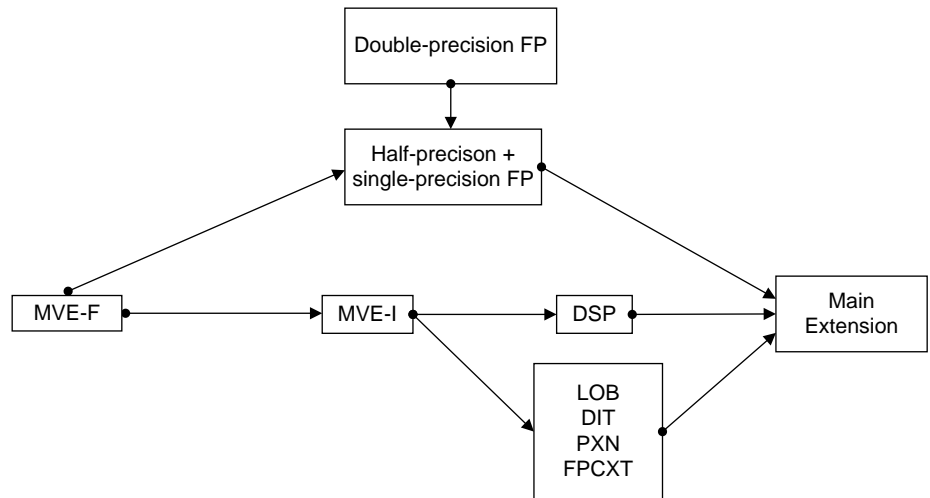 Double-precision FP
Half-precison +
single-precision FP
MVE-F
MVE-I
DSP
Main
Extension
LOB
DIT
PXN
FPCXT